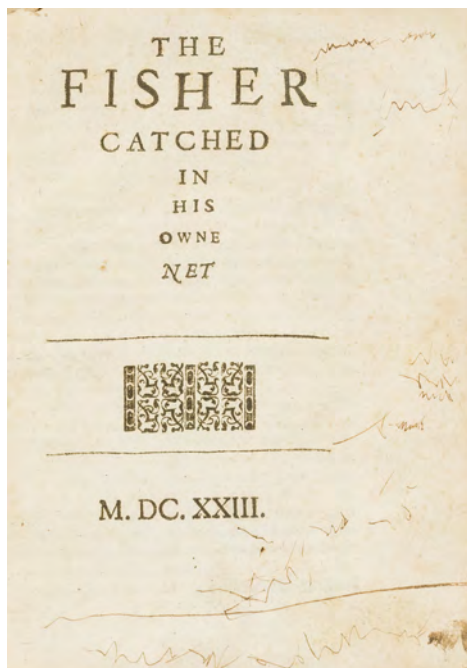 THE
FISHER
CATCHED
IN
HIS
OWNE
NET
M. DC. XXIII.